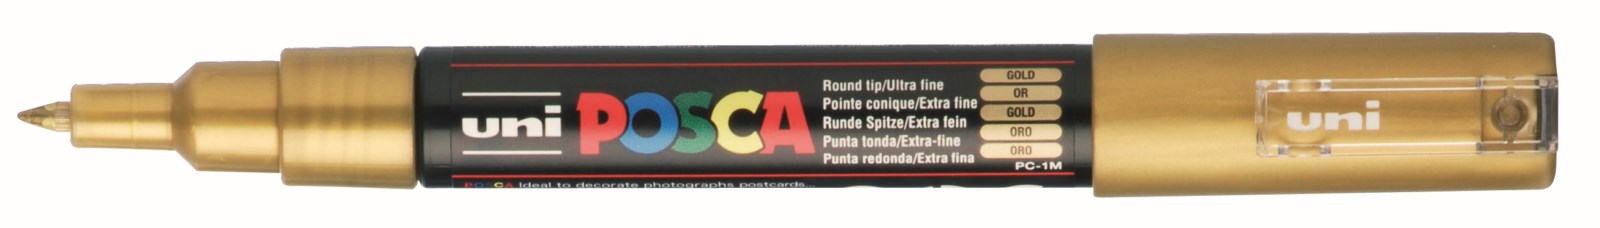 uni POSCA
Round tip/Ultra fine
Pointe conique/Extra fine
Runde Spitze/Extra fein
Punta tonda/Extra-fine
Punta redonda/Extra fina
GOLD
OR
GOLD
ORO
ORO
PC-1M
POSCA Ideal to decorate photographs postcards...
uni